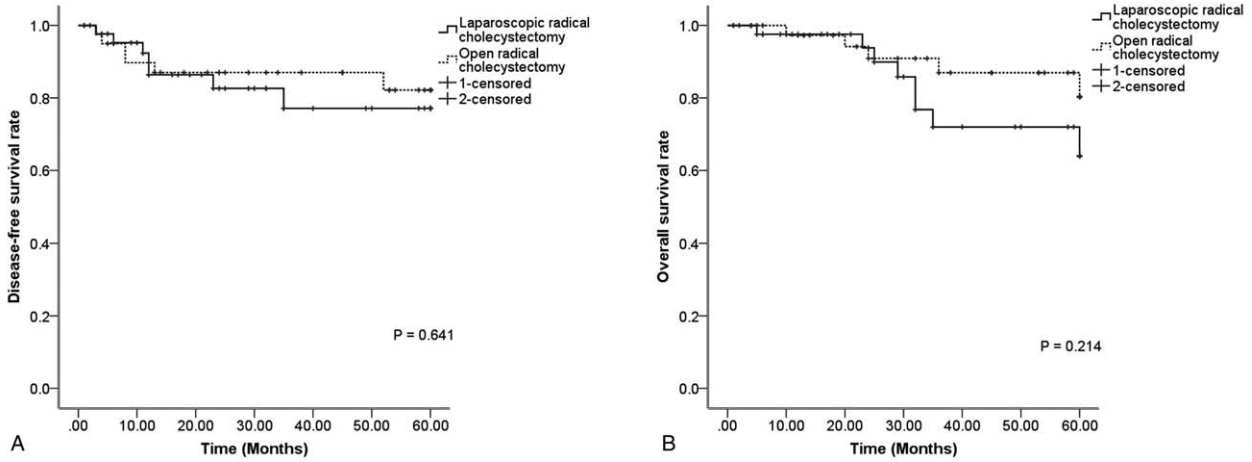 Laparoscopic radical
cholecystectomy
Open radical
cholecystectomy
1-censored
2-censored
1.0
0.8
0.6
0.4
0.2
0.0
Disease-free survival rate
P = 0.641
.00 10.00 20.00 30.00 40.00 50.00 60.00
Time (Months)
A
Laparoscopic radical
cholecystectomy
Open radical
cholecystectomy
1-censored
2-censored
1.0
0.8
0.6
0.4
0.2
0.0
Overall survival rate
P = 0.214
.00 10.00 20.00 30.00 40.00 50.00 60.00
Time (Months)
B